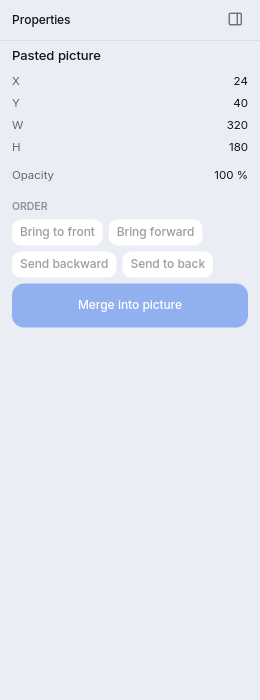 Properties
Pasted picture
X 24
Y 40
W 320
H 180
Opacity 100 %
ORDER
Bring to front Bring forward
Send backward Send to back
Merge into picture